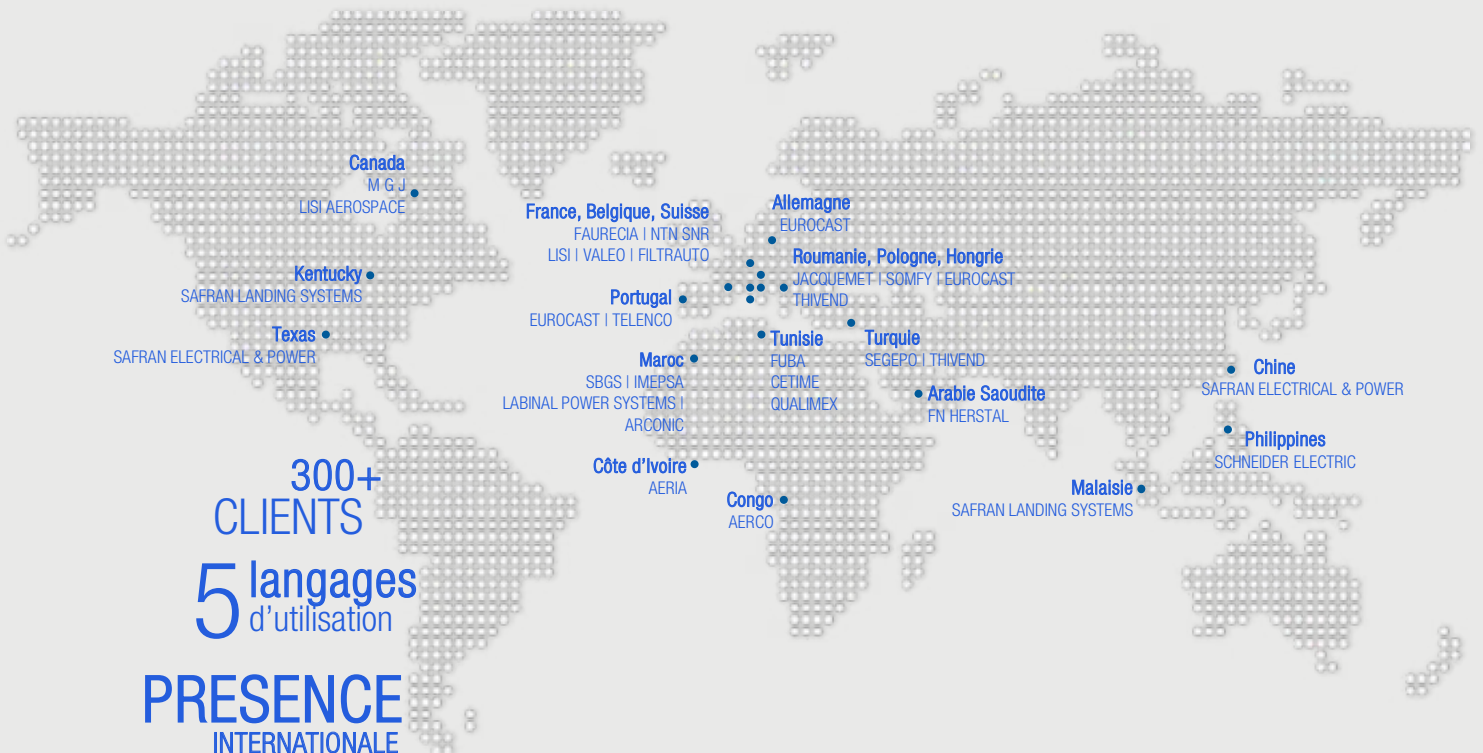 Canada
M G J
LISI AEROSPACE
Kentucky
SAFRAN LANDING SYSTEMS
Texas
SAFRAN ELECTRICAL & POWER
France, Belgique, Suisse
FAURECIA | NTN SNR
LISI | VALEO | FILTRAUTO
Allemagne
EUROCAST
Roumanie, Pologne, Hongrie
JACQUEMET | SOMFY | EUROCAST
THIVEND
Portugal
EUROCAST | TELENCO
Tunisie
FUBA
CETIME
QUALIMEX
Turquie
SEGEPO | THIVEND
Maroc
SBGS | IMEPSA
LABINAL POWER SYSTEMS |
ARCONIC
Arabie Saoudite
FN HERSTAL
Chine
SAFRAN ELECTRICAL & POWER
Philippines
SCHNEIDER ELECTRIC
Côte d'Ivoire
AERIA
Congo
AERCO
Malaisie
SAFRAN LANDING SYSTEMS
300+
CLIENTS
5 langages
d'utilisation
PRESENCE
INTERNATIONALE